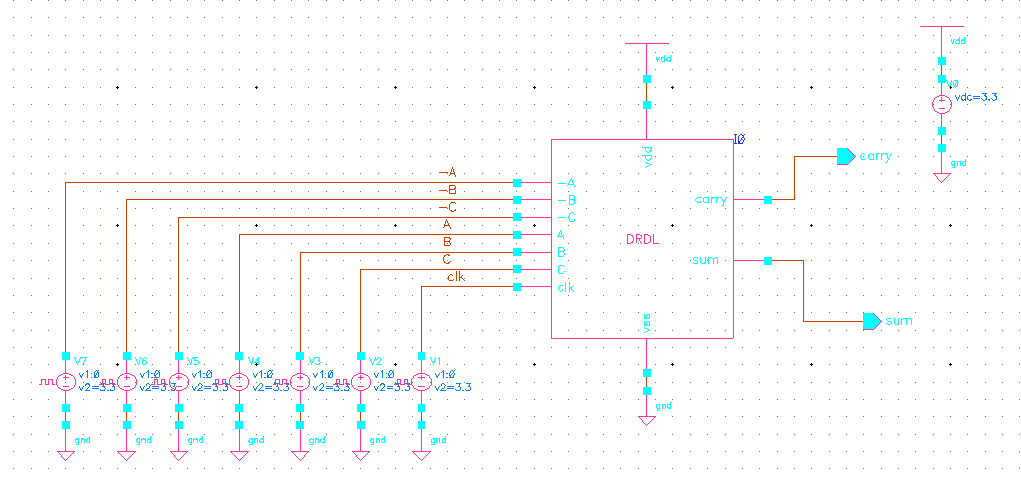 vdd
V0
vdc=3.3
gnd
vdd
I0
vdd
carry
¬A
¬B
¬C
A
B
C
clk
¬A
¬B
¬C
A
B
C
clk
DRDL
carry
sum
sum
vss
gnd
V7
V6
V5
V4
V3
V2
V1
v1:0
v1:0
v1:0
v1:0
v1:0
v1:0
v1:0
v2=3.3
v2=3.3
v2=3.3
v2=3.3
v2=3.3
v2=3.3
v2=3.3
gnd
gnd
gnd
gnd
gnd
gnd
gnd